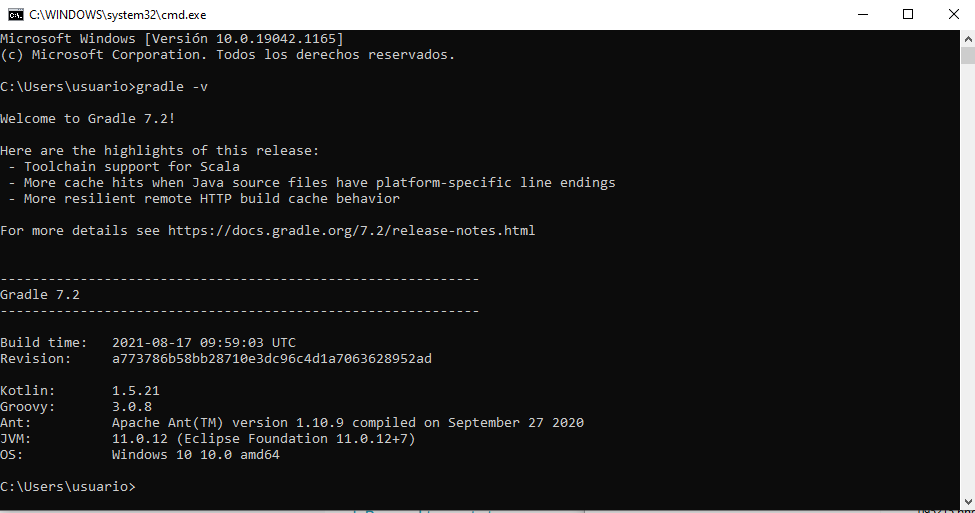 C:\WINDOWS\system32\cmd.exe
Microsoft Windows [Versión 10.0.19042.1165]
(c) Microsoft Corporation. Todos los derechos reservados.
C:\Users\usuario>gradle -v
Welcome to Gradle 7.2!
Here are the highlights of this release:
 - Toolchain support for Scala
 - More cache hits when Java source files have platform-specific line endings
 - More resilient remote HTTP build cache behavior
For more details see https://docs.gradle.org/7.2/release-notes.html
------------------------------------------------------------
Gradle 7.2
------------------------------------------------------------
Build time:   2021-08-17 09:59:03 UTC
Revision:     a773786b58bb28710e3dc96c4d1a7063628952ad
Kotlin:       1.5.21
Groovy:       3.0.8
Ant:          Apache Ant(TM) version 1.10.9 compiled on September 27 2020
JVM:          11.0.12 (Eclipse Foundation 11.0.12+7)
OS:           Windows 10 10.0 amd64
C:\Users\usuario>